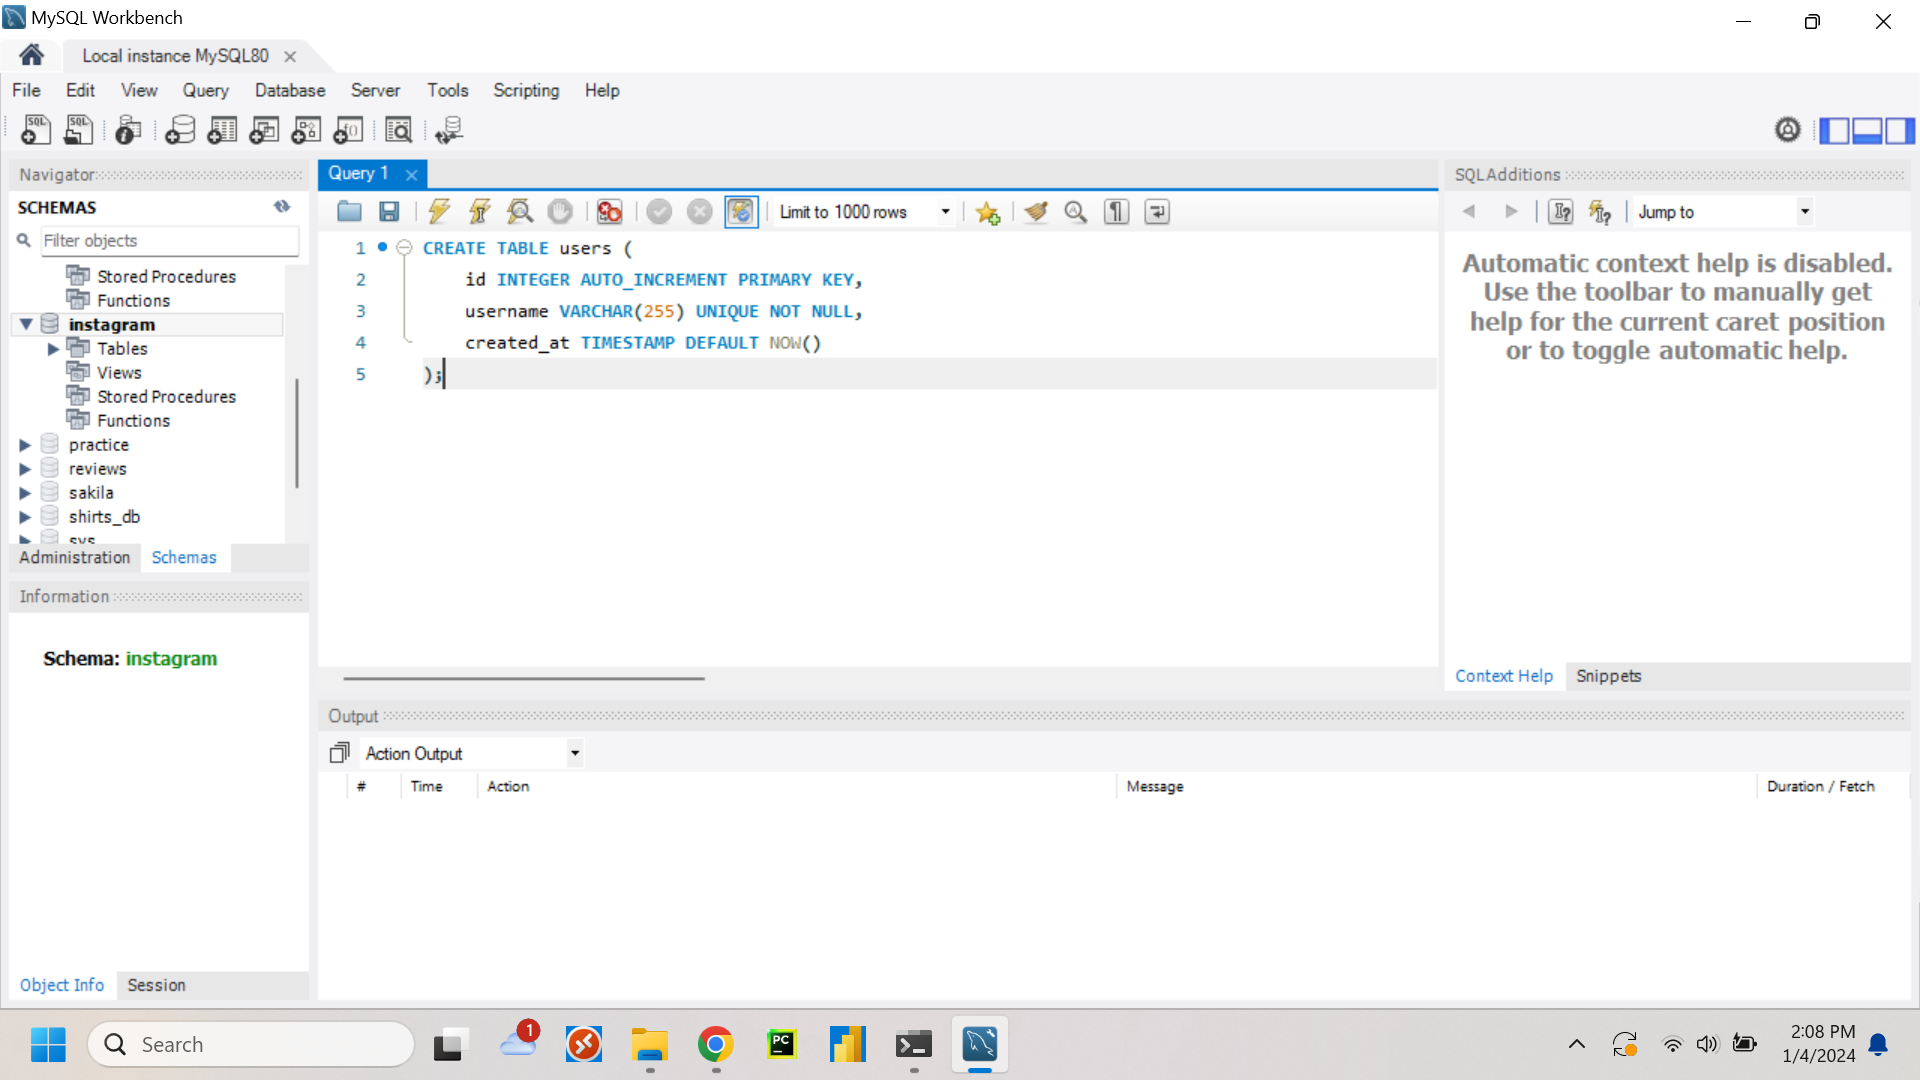 MySQL Workbench
Local instance MySQL80
File Edit View Query Database Server Tools Scripting Help
Navigator
SCHEMAS
Filter objects
Stored Procedures
Functions
instagram
Tables
Views
Stored Procedures
Functions
practice
reviews
sakila
shirts_db
sys
Administration Schemas
Information
Schema: instagram
Object Info Session
Query 1
Limit to 1000 rows
1 CREATE TABLE users (
2 id INTEGER AUTO_INCREMENT PRIMARY KEY,
3 username VARCHAR(255) UNIQUE NOT NULL,
4 created_at TIMESTAMP DEFAULT NOW()
5 );
SQLAdditions
Jump to
Automatic context help is disabled.
Use the toolbar to manually get
help for the current caret position
or to toggle automatic help.
Context Help Snippets
Output
Action Output
# Time Action Message Duration / Fetch
Search
1
PC
2:08 PM
1/4/2024